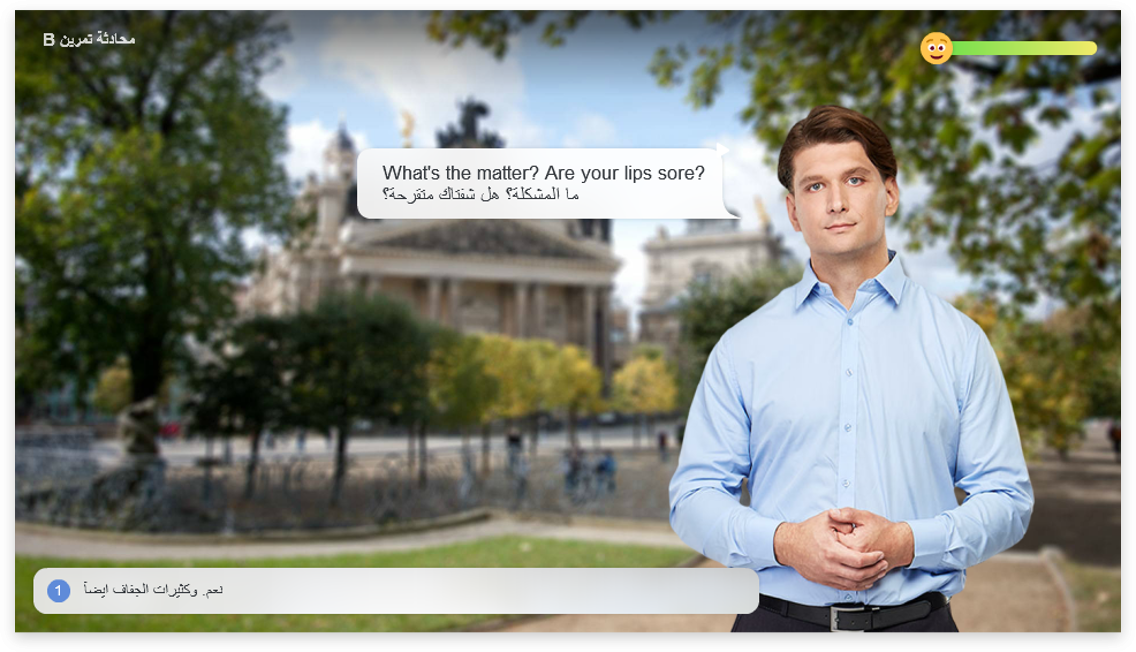 محادثة تمرين B
What's the matter? Are your lips sore?
ما المشكلة؟ هل شفتاك متقرحة؟
1 نعم. وكثيرات الجفاف ايضاً